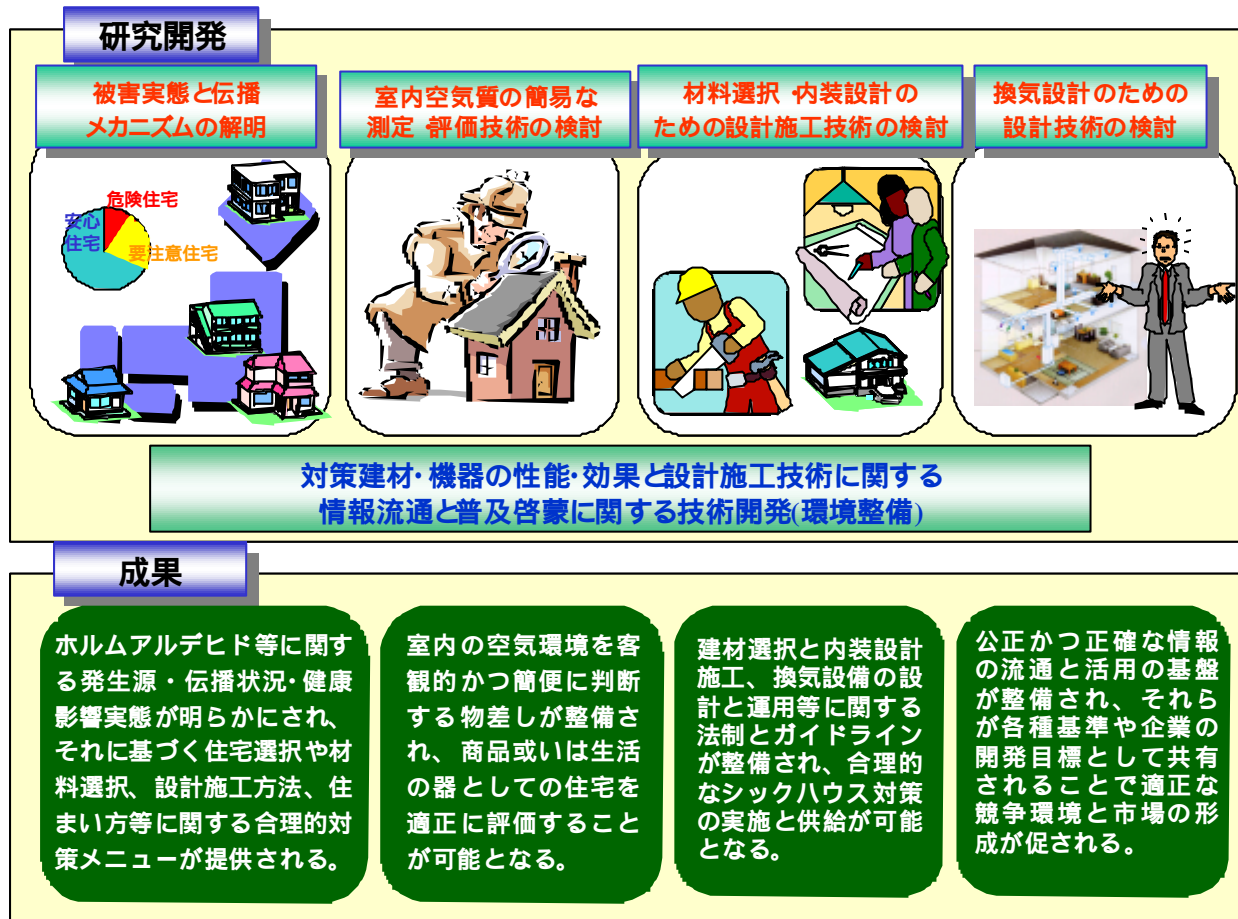 研究開発
被害実態と伝播
メカニズムの解明
室内空気質の簡易な
測定・評価技術の検討
材料選択・内装設計の
ための設計施工技術の検討
換気設計のための
設計技術の検討
危険住宅
安心
住宅
要注意住宅
対策建材・機器の性能・効果と設計施工技術に関する
情報流通と普及啓蒙に関する技術開発(環境整備)
成果
ホルムアルデヒド等に関す
る発生源・伝播状況・健康
影響実態が明らかにされ、
それに基づく住宅選択や材
料選択、設計施工方法、住
まい方等に関する合理的対
策メニューが提供される。
室内の空気環境を客
観的かつ簡便に判断
する物差しが整備さ
れ、商品或いは生活
の器としての住宅を
適正に評価すること
が可能となる。
建材選択と内装設計
施工、換気設備の設
計と運用等に関する
法制とガイドライン
が整備され、合理的
なシックハウス対策
の実施と供給が可能
となる。
公正かつ正確な情報
の流通と活用の基盤
が整備され、それら
が各種基準や企業の
開発目標として共有
されることで適正な
競争環境と市場の形
成が促される。